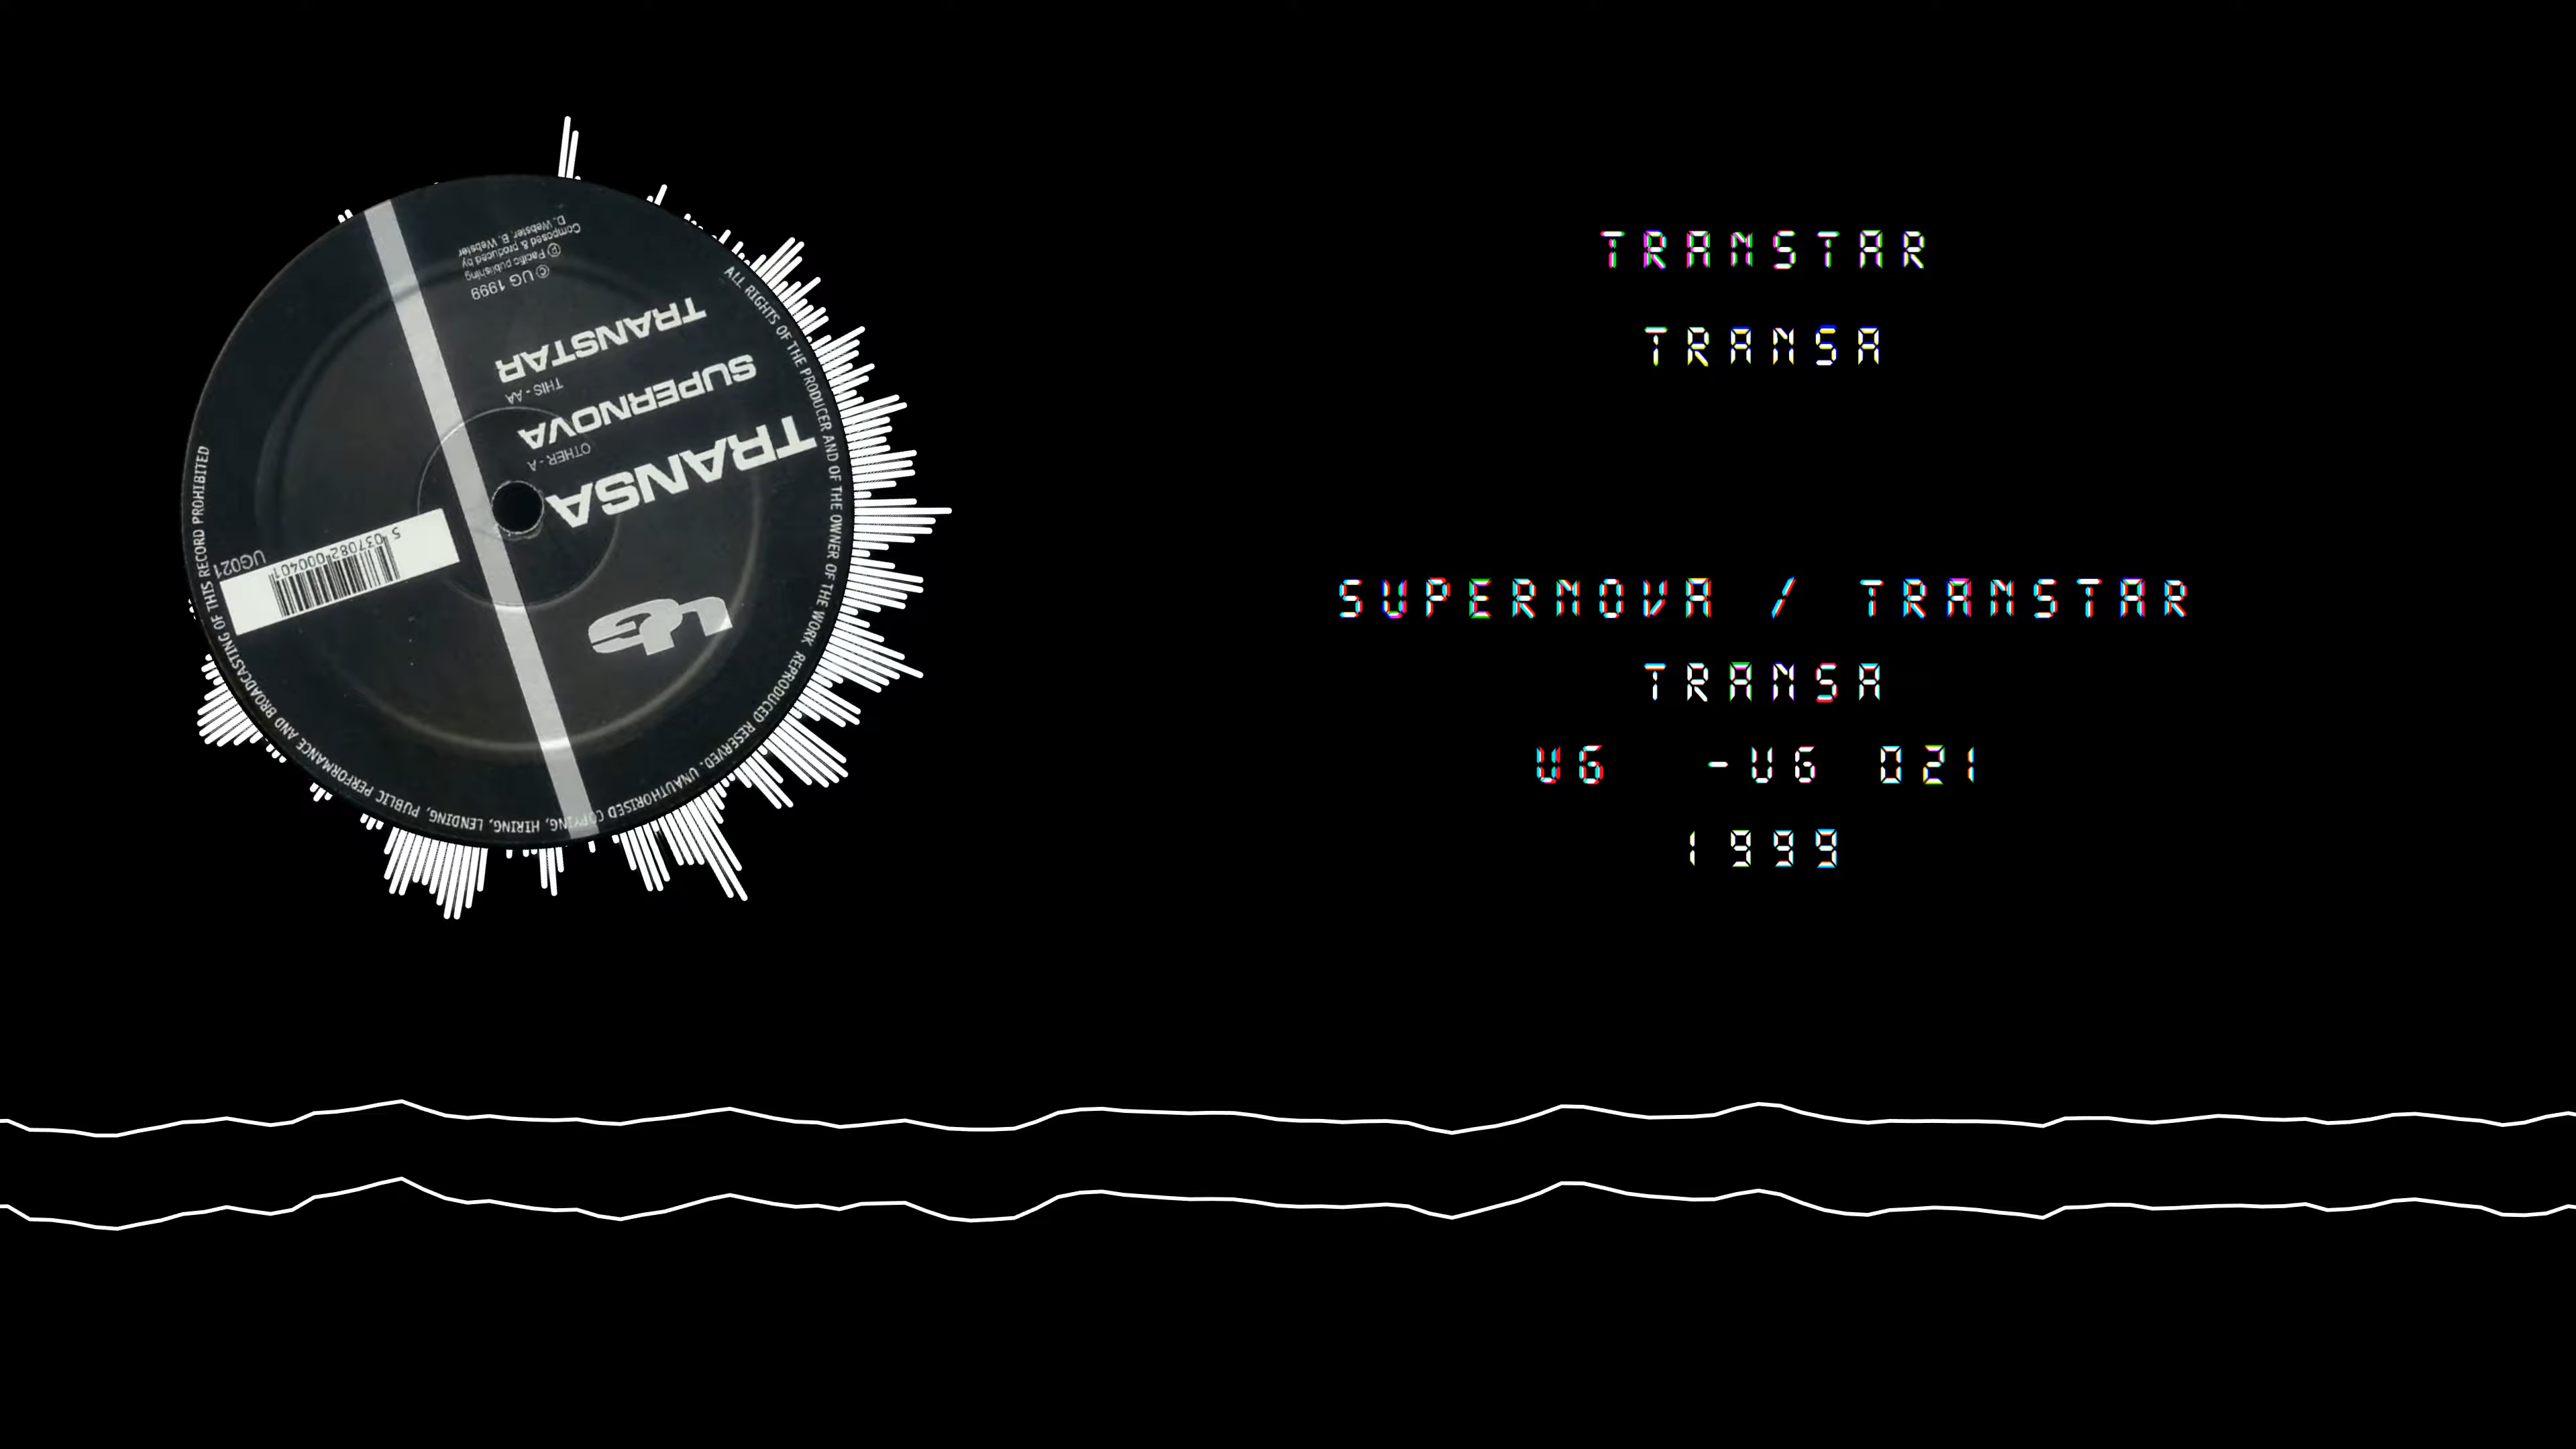 TRANSTAR
TRANSA
SUPERNOVA / TRANSTAR
TRANSA
UG -UG 021
1999
UG
TRANSA
OTHER - A
SUPERNOVA
THIS - AA
TRANSTAR
© UG 1999
℗ Pacific publishing
Composed & produced by
D. Webster, B. Webster
UG021
5 037082 000401
ALL RIGHTS OF THE PRODUCER AND OF THE OWNER OF THE WORK REPRODUCED RESERVED. UNAUTHORISED COPYING, HIRING, LENDING, PUBLIC PERFORMANCE AND BROADCASTING OF THIS RECORD PROHIBITED